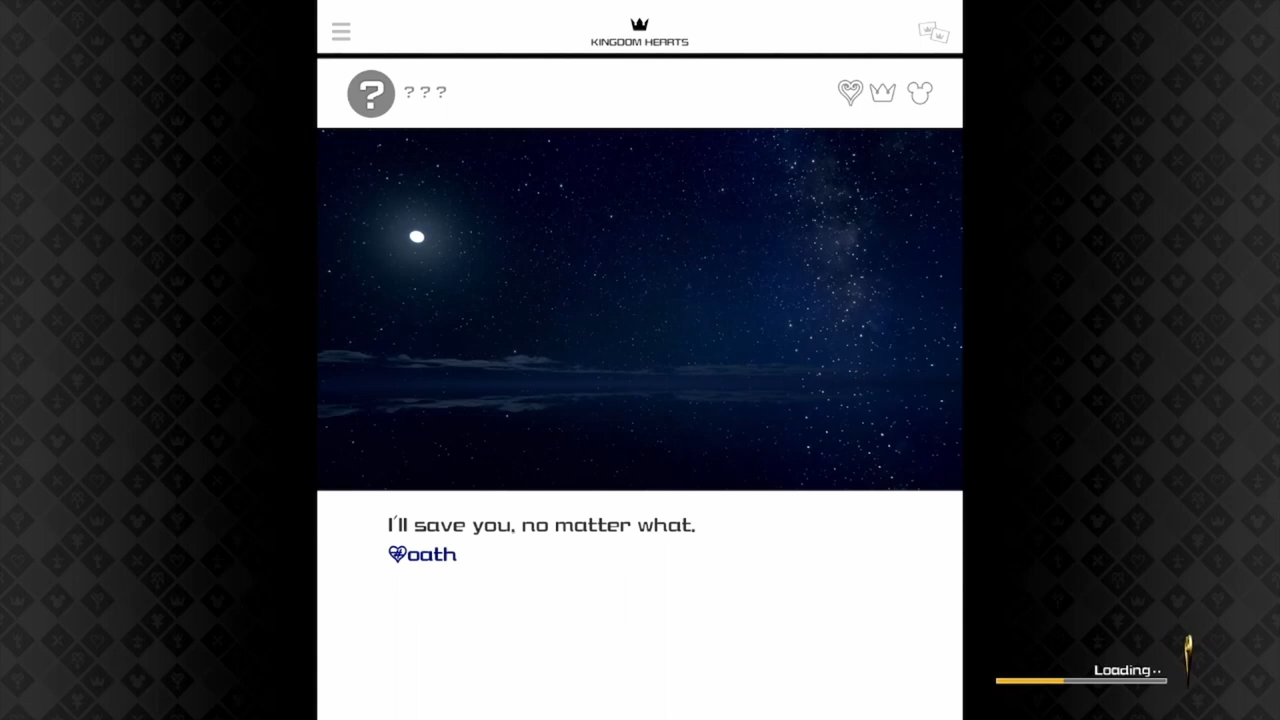 KINGDOM HEARTS
?
? ? ?
I'll save you, no matter what.
#oath
Loading··